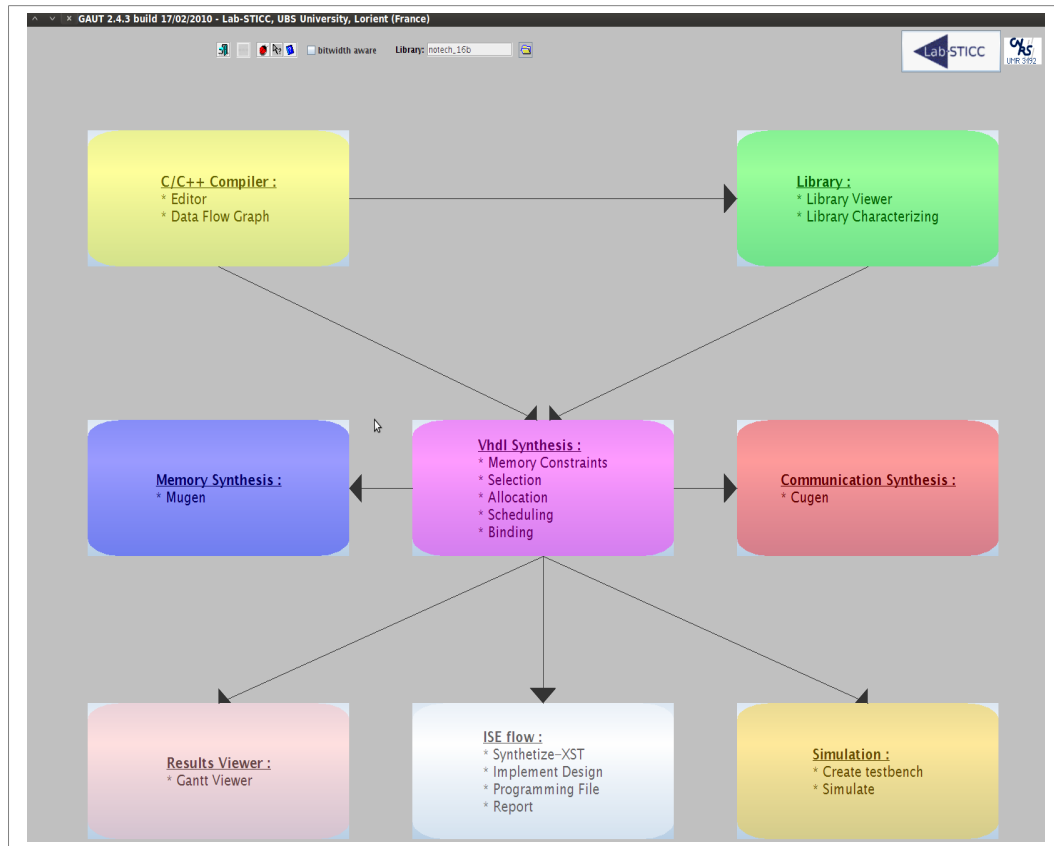 GAUT 2.4.3 build 17/02/2010 - Lab-STICC, UBS University, Lorient (France)
bitwidth aware Library: notech_16b
Lab-STICC
CNRS
UMR 3192
C/C++ Compiler :
* Editor
* Data Flow Graph
Library :
* Library Viewer
* Library Characterizing
Memory Synthesis :
* Mugen
Vhdl Synthesis :
* Memory Constraints
* Selection
* Allocation
* Scheduling
* Binding
Communication Synthesis :
* Cugen
Results Viewer :
* Gantt Viewer
ISE flow :
* Synthetize-XST
* Implement Design
* Programming File
* Report
Simulation :
* Create testbench
* Simulate